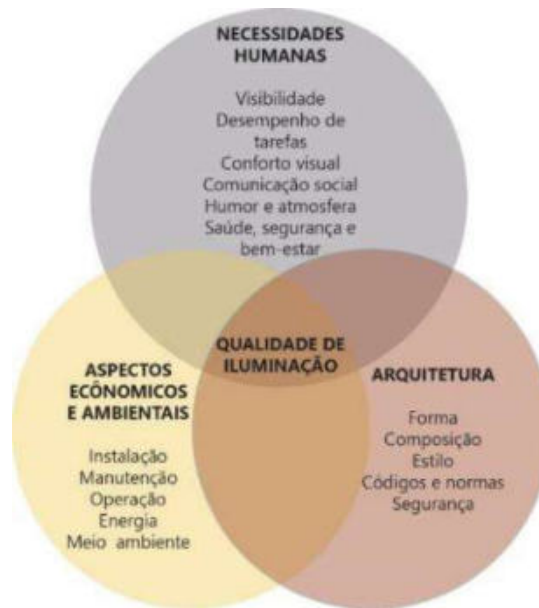 NECESSIDADES
HUMANAS
Visibilidade
Desempenho de
tarefas
Conforto visual
Comunicação social
Humor e atmosfera
Saúde, segurança e
bem-estar
QUALIDADE DE
ILUMINAÇÃO
ASPECTOS
ECÔNOMICOS
E AMBIENTAIS
Instalação
Manutenção
Operação
Energia
Meio ambiente
ARQUITETURA
Forma
Composição
Estilo
Códigos e normas
Segurança